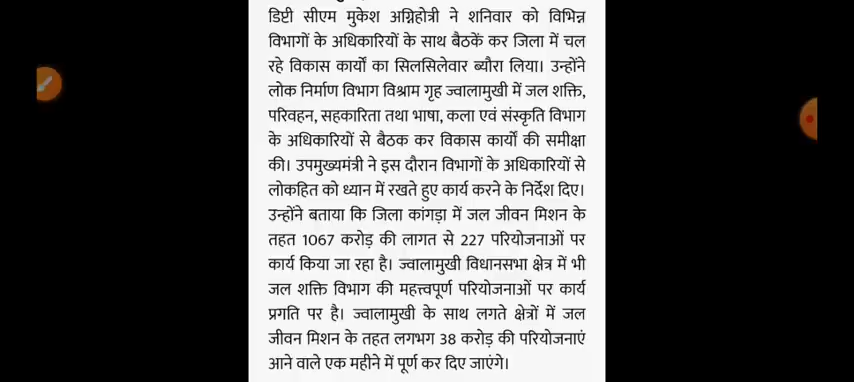 डिप्टी सीएम मुकेश अग्निहोत्री ने शनिवार को विभिन्न
विभागों के अधिकारियों के साथ बैठकें कर जिला में चल
रहे विकास कार्यों का सिलसिलेवार ब्यौरा लिया। उन्होंने
लोक निर्माण विभाग विश्राम गृह ज्वालामुखी में जल शक्ति,
परिवहन, सहकारिता तथा भाषा, कला एवं संस्कृति विभाग
के अधिकारियों से बैठक कर विकास कार्यों की समीक्षा
की। उपमुख्यमंत्री ने इस दौरान विभागों के अधिकारियों से
लोकहित को ध्यान में रखते हुए कार्य करने के निर्देश दिए।
उन्होंने बताया कि जिला कांगड़ा में जल जीवन मिशन के
तहत 1067 करोड़ की लागत से 227 परियोजनाओं पर
कार्य किया जा रहा है। ज्वालामुखी विधानसभा क्षेत्र में भी
जल शक्ति विभाग की महत्त्वपूर्ण परियोजनाओं पर कार्य
प्रगति पर है। ज्वालामुखी के साथ लगते क्षेत्रों में जल
जीवन मिशन के तहत लगभग 38 करोड़ की परियोजनाएं
आने वाले एक महीने में पूर्ण कर दिए जाएंगे।